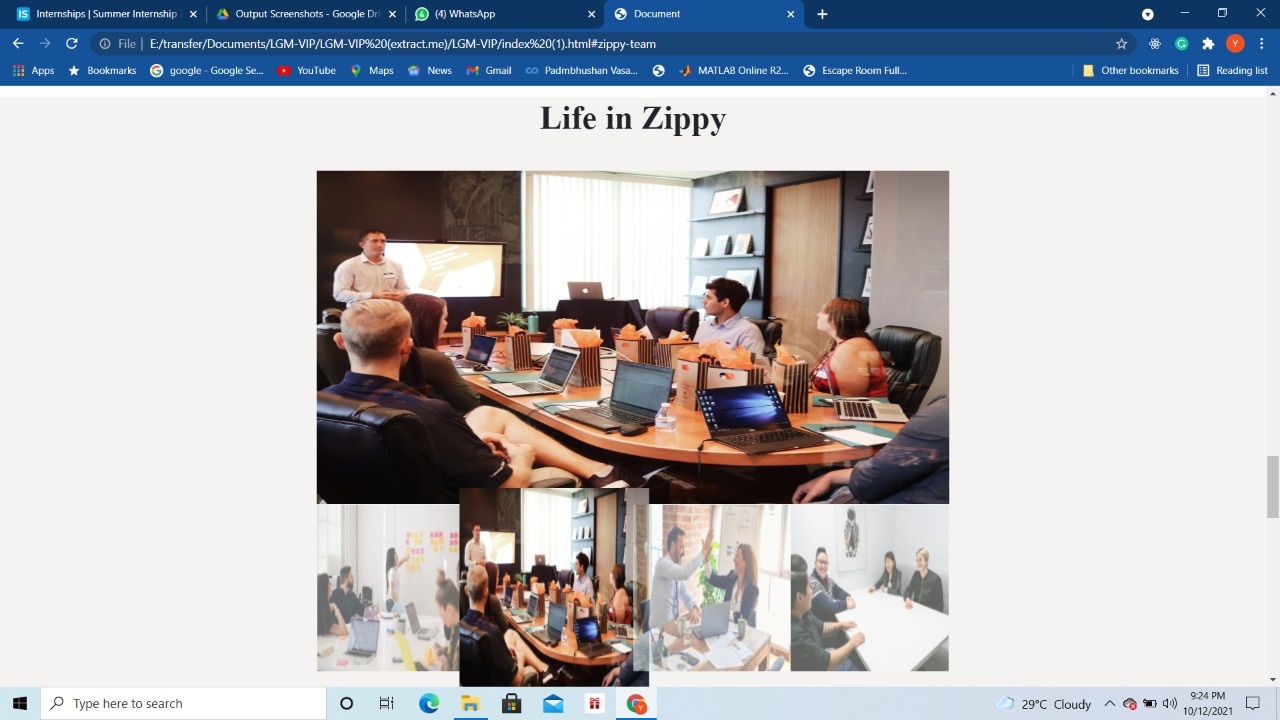 Internships | Summer Internship
Output Screenshots - Google Dri
(4) WhatsApp
Document
File
E:/transfer/Documents/LGM-VIP/LGM-VIP%20(extract.me)/LGM-VIP/index%20(1).html#zippy-team
Apps
Bookmarks
google - Google Se...
YouTube
Maps
News
Gmail
Padmbhushan Vasa...
MATLAB Online R2...
Escape Room Full...
Other bookmarks
Reading list
Life in Zippy
Type here to search
29°C Cloudy
9:24 PM
10/12/2021